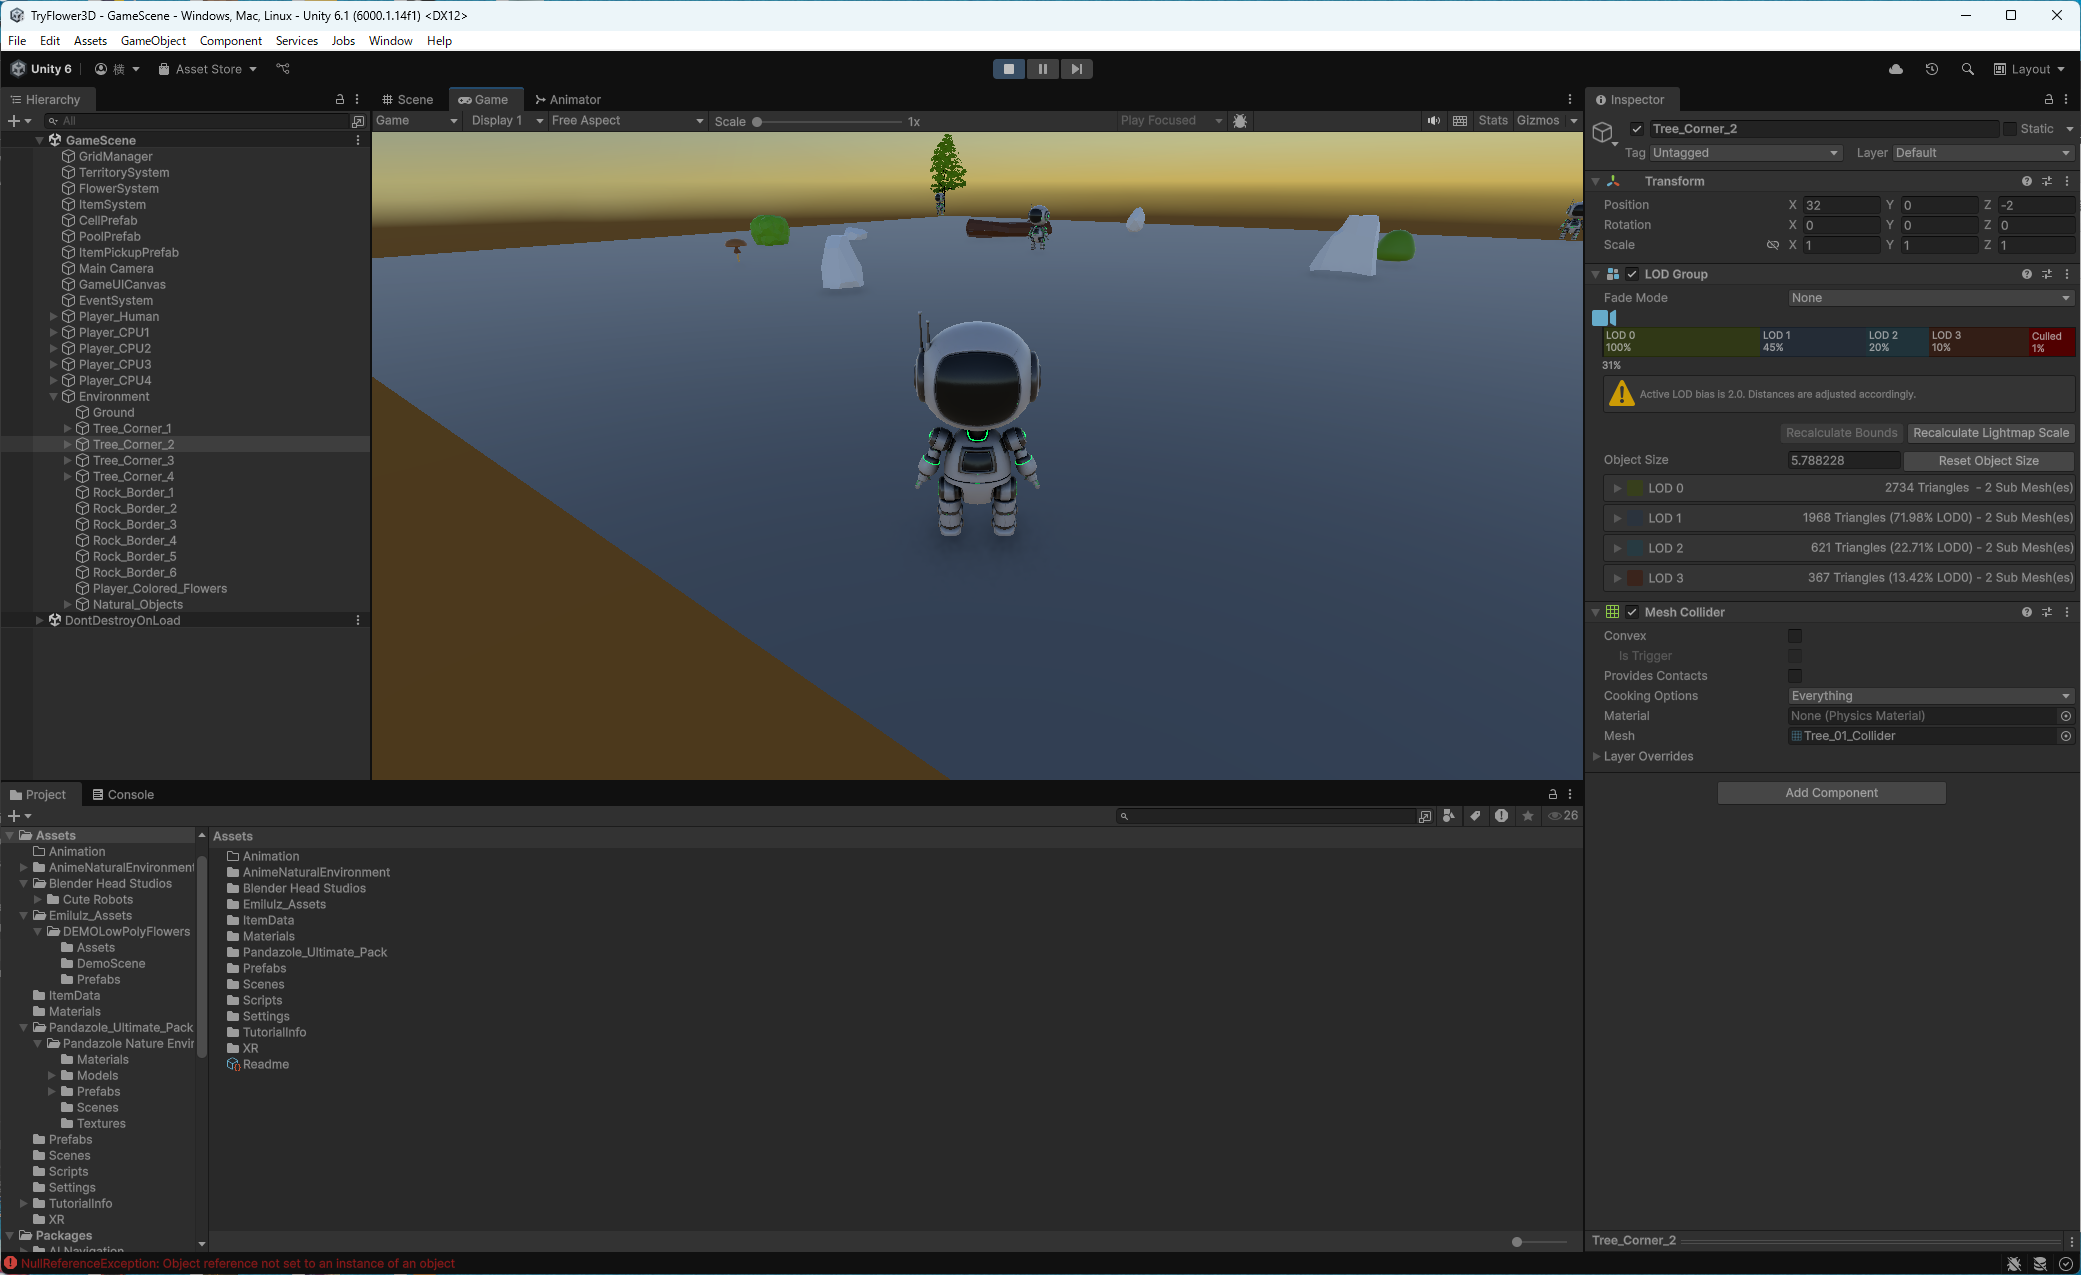 TryFlower3D - GameScene - Windows, Mac, Linux - Unity 6.1 (6000.1.14f1) <DX12>
File Edit Assets GameObject Component Services Jobs Window Help
Unity 6 横 Asset Store Layout
Hierarchy
All
GameScene
GridManager
TerritorySystem
FlowerSystem
ItemSystem
CellPrefab
PoolPrefab
ItemPickupPrefab
Main Camera
GameUICanvas
EventSystem
Player_Human
Player_CPU1
Player_CPU2
Player_CPU3
Player_CPU4
Environment
Ground
Tree_Corner_1
Tree_Corner_2
Tree_Corner_3
Tree_Corner_4
Rock_Border_1
Rock_Border_2
Rock_Border_3
Rock_Border_4
Rock_Border_5
Rock_Border_6
Player_Colored_Flowers
Natural_Objects
DontDestroyOnLoad
Scene Game Animator
Game Display 1 Free Aspect Scale 1x Play Focused Stats Gizmos
Inspector
Tree_Corner_2 Static
Tag Untagged Layer Default
Transform
Position X 32 Y 0 Z -2
Rotation X 0 Y 0 Z 0
Scale X 1 Y 1 Z 1
LOD Group
Fade Mode None
LOD 0 LOD 1 LOD 2 LOD 3 Culled
100% 45% 20% 10% 1%
31%
Active LOD bias is 2.0. Distances are adjusted accordingly.
Recalculate Bounds Recalculate Lightmap Scale
Object Size 5.788228 Reset Object Size
LOD 0 2734 Triangles - 2 Sub Mesh(es)
LOD 1 1968 Triangles (71.98% LOD0) - 2 Sub Mesh(es)
LOD 2 621 Triangles (22.71% LOD0) - 2 Sub Mesh(es)
LOD 3 367 Triangles (13.42% LOD0) - 2 Sub Mesh(es)
Mesh Collider
Convex
Is Trigger
Provides Contacts
Cooking Options Everything
Material None (Physics Material)
Mesh Tree_01_Collider
Layer Overrides
Add Component
Project Console
26
Assets
Animation
AnimeNaturalEnvironment
Blender Head Studios
Cute Robots
Emilulz_Assets
DEMOLowPolyFlowers
Assets
DemoScene
Prefabs
ItemData
Materials
Pandazole_Ultimate_Pack
Pandazole Nature Envir
Materials
Models
Prefabs
Scenes
Textures
Prefabs
Scenes
Scripts
Settings
TutorialInfo
XR
Packages
AI Navigation
Assets
Animation
AnimeNaturalEnvironment
Blender Head Studios
Emilulz_Assets
ItemData
Materials
Pandazole_Ultimate_Pack
Prefabs
Scenes
Scripts
Settings
TutorialInfo
XR
Readme
Tree_Corner_2
NullReferenceException: Object reference not set to an instance of an object